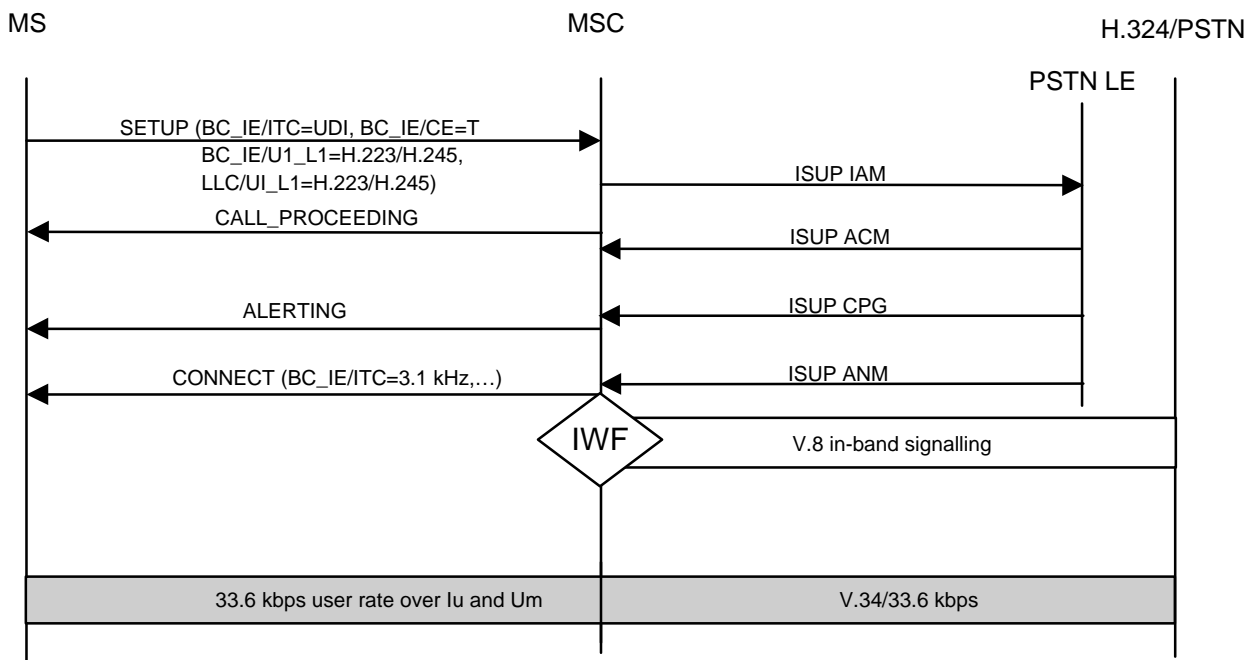 MS
MSC
H.324/PSTN
PSTN LE
SETUP (BC_IE/ITC=UDI, BC_IE/CE=T
BC_IE/U1_L1=H.223/H.245,
LLC/UI_L1=H.223/H.245)
ISUP IAM
CALL_PROCEEDING
ISUP ACM
ALERTING
ISUP CPG
CONNECT (BC_IE/ITC=3.1 kHz,…)
ISUP ANM
IWF
V.8 in-band signalling
33.6 kbps user rate over Iu and Um
V.34/33.6 kbps